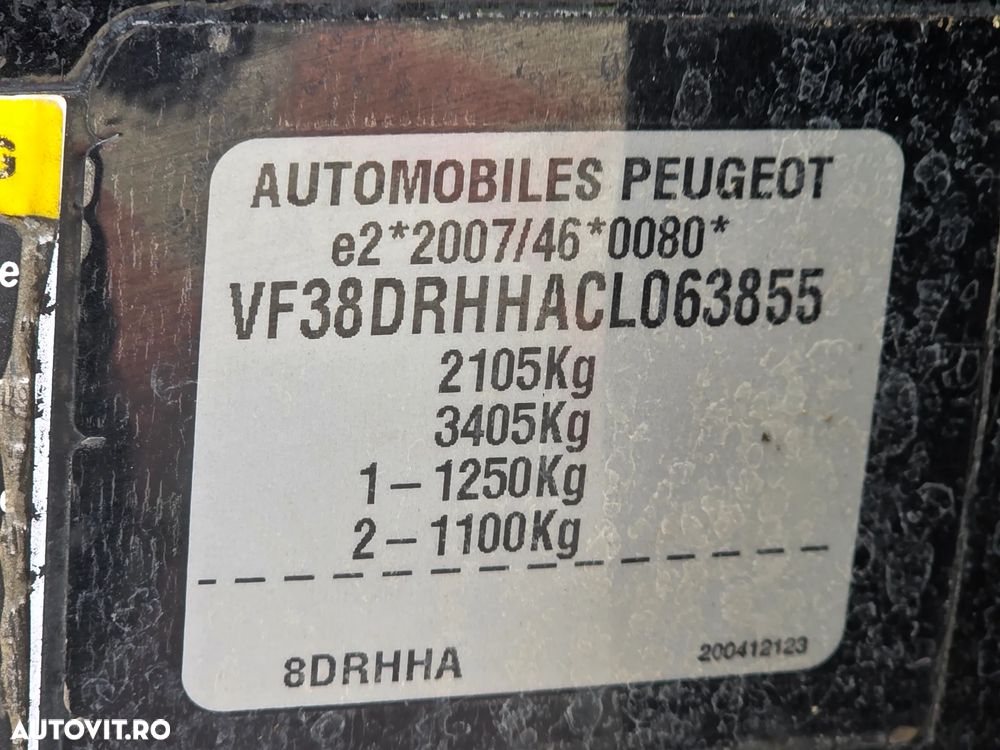 G
e
AUTOMOBILES PEUGEOT
e2*2007/46*0080*
VF38DRHHACL063855
2105Kg
3405Kg
1-1250Kg
2-1100Kg
8DRHHA
200412123
AUTOVIT.RO